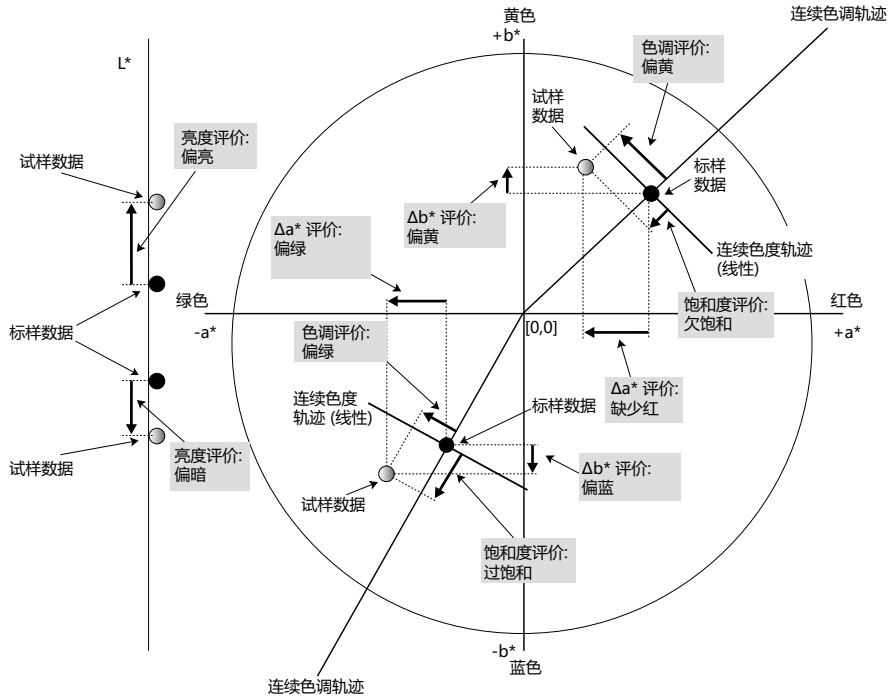 黄色
+b*
连续色调轨迹
L*
色调评价:
偏黄
试样
数据
亮度评价:
偏亮
试样数据
标样
数据
Δb* 评价:
偏黄
Δa* 评价:
偏绿
连续色度轨迹
(线性)
绿色
-a*
红色
+a*
饱和度评价:
欠饱和
[0,0]
标样数据
色调评价:
偏绿
Δa* 评价:
缺少红
连续色度
轨迹 (线性)
标样数据
试样数据
亮度评价:
偏暗
Δb* 评价:
偏蓝
试样数据
饱和度评价:
过饱和
-b*
蓝色
连续色调轨迹